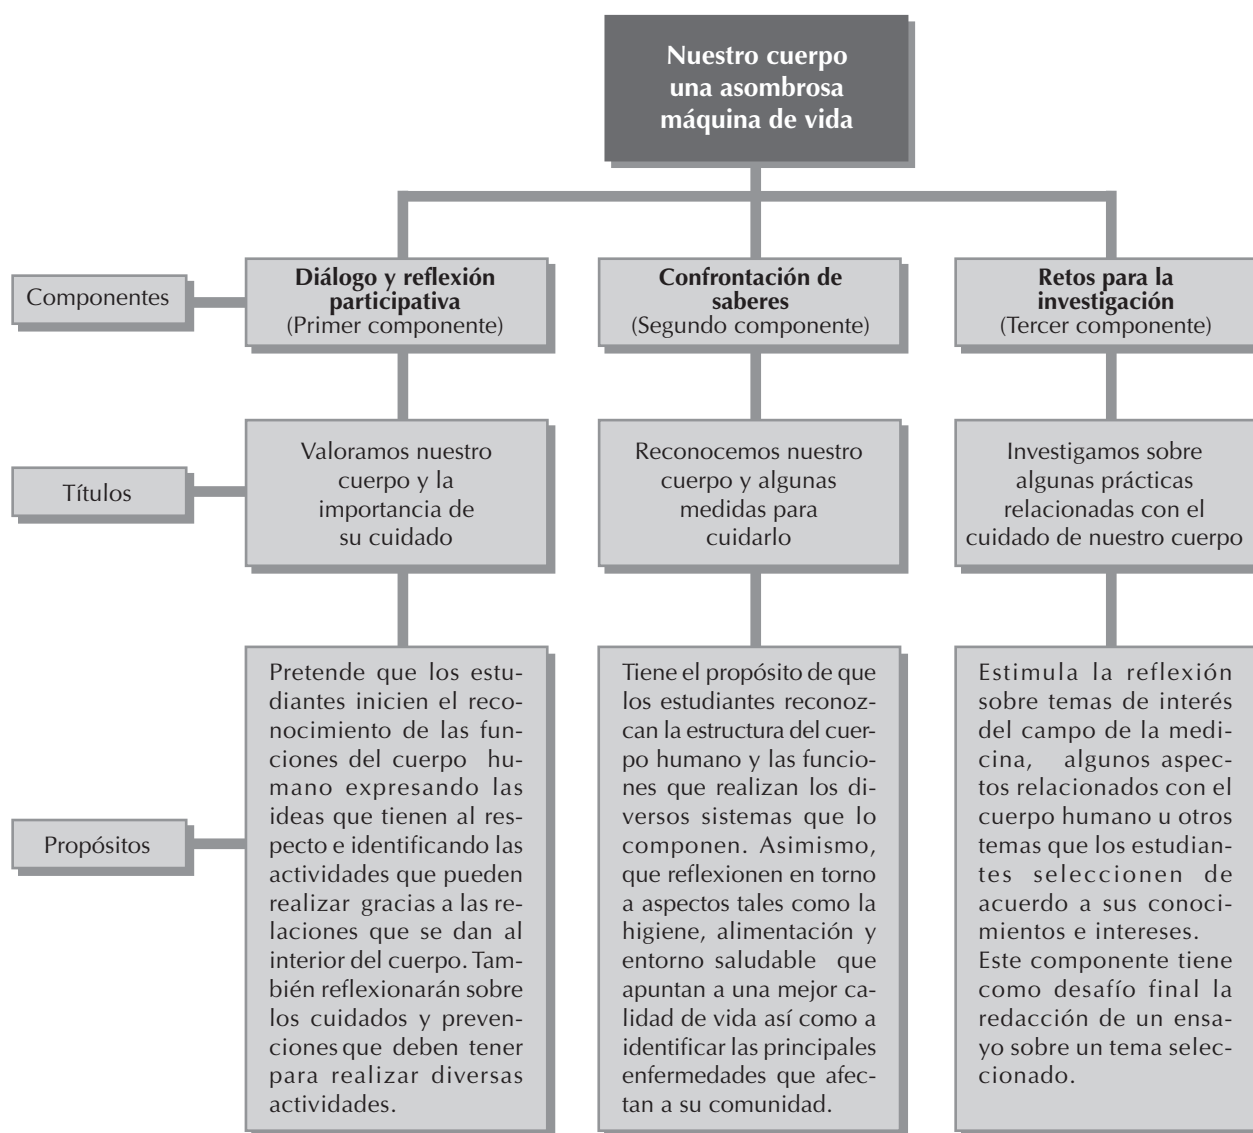 Nuestro cuerpo
una asombrosa
máquina de vida
Componentes
Diálogo y reflexión
participativa
(Primer componente)
Confrontación de
saberes
(Segundo componente)
Retos para la
investigación
(Tercer componente)
Títulos
Valoramos nuestro
cuerpo y la
importancia de
su cuidado
Reconocemos nuestro
cuerpo y algunas
medidas para
cuidarlo
Investigamos sobre
algunas prácticas
relacionadas con el
cuidado de nuestro cuerpo
Propósitos
Pretende que los estu-
diantes inicien el reco-
nocimiento de las fun-
ciones del cuerpo hu-
mano expresando las
ideas que tienen al res-
pecto e identificando las
actividades que pueden
realizar gracias a las re-
laciones que se dan al
interior del cuerpo. Tam-
bién reflexionarán sobre
los cuidados y preven-
ciones que deben tener
para realizar diversas
actividades.
Tiene el propósito de que
los estudiantes reconoz-
can la estructura del cuer-
po humano y las funcio-
nes que realizan los di-
versos sistemas que lo
componen. Asimismo,
que reflexionen en torno
a aspectos tales como la
higiene, alimentación y
entorno saludable que
apuntan a una mejor ca-
lidad de vida así como a
identificar las principales
enfermedades que afec-
tan a su comunidad.
Estimula la reflexión
sobre temas de interés
del campo de la medi-
cina, algunos aspec-
tos relacionados con el
cuerpo humano u otros
temas que los estudian-
tes seleccionen de
acuerdo a sus conoci-
mientos e intereses.
Este componente tiene
como desafío final la
redacción de un ensa-
yo sobre un tema selec-
cionado.